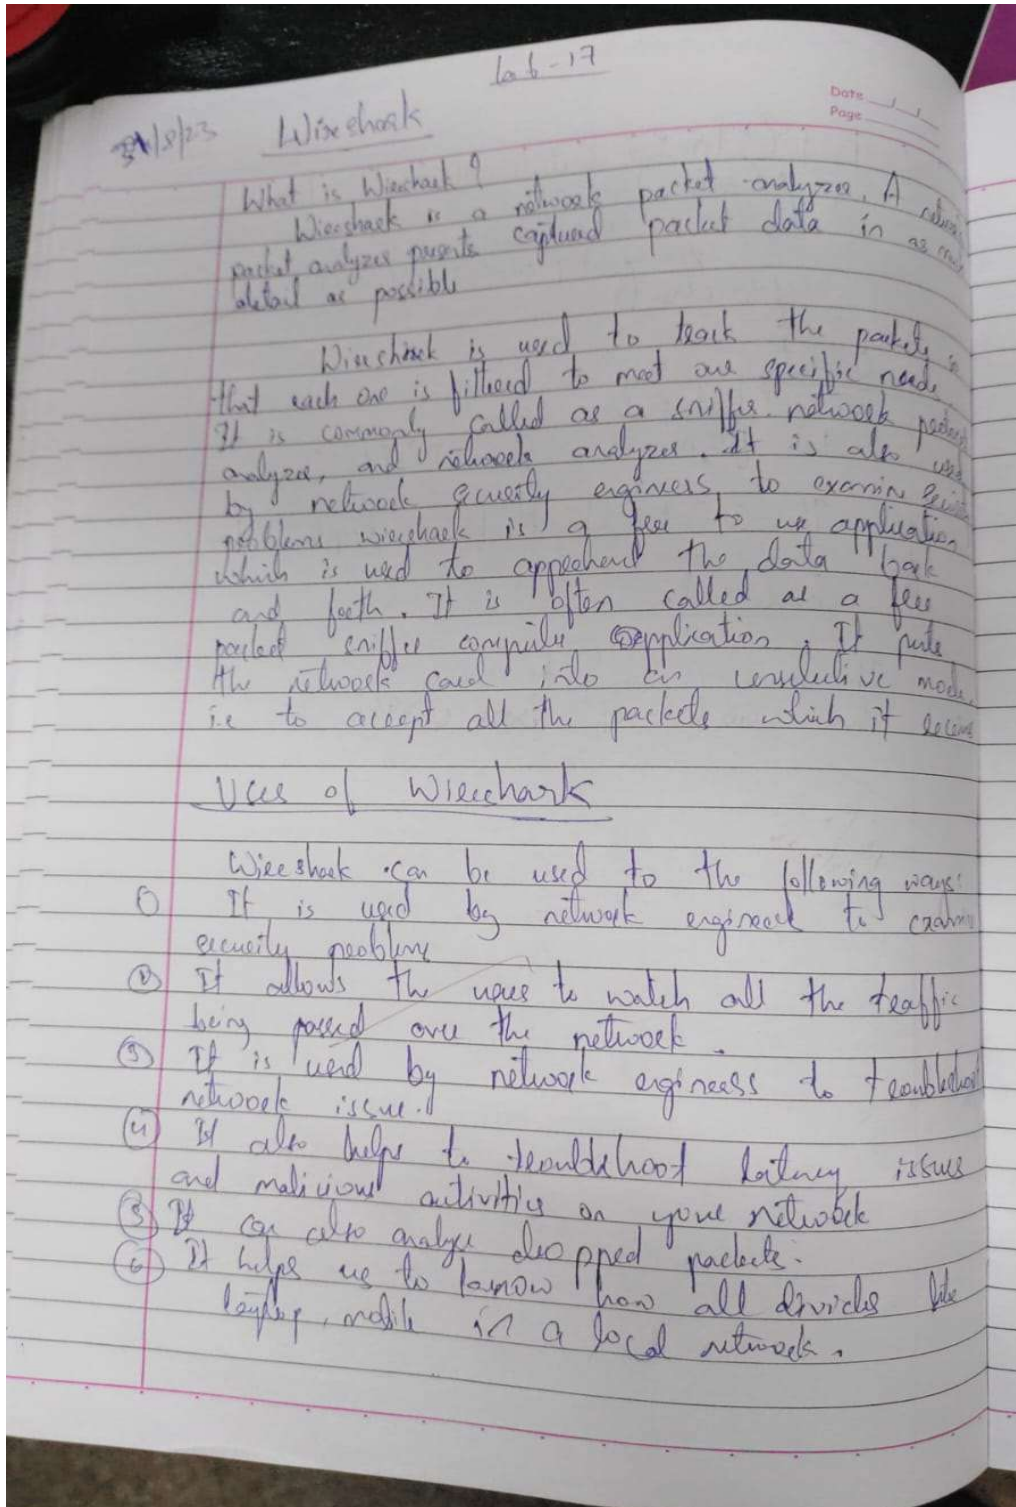 Lab-17
Date
Page
31/8/23 Wireshark
What is Wireshark?
Wireshark is a network packet analyzer. A network
packet analyzer presents captured packet data in as much
detail as possible
Wireshark is used to track the packets so
that each one is filtered to meet our specific needs.
It is commonly called as a sniffer. network packet
analyzer, and network analyzer. It is also used
by network security engineers to examine security
problems wireshark is a free to use application
which is used to apprehend the data back
and forth. It is often called as a free
packet sniffer computer application. It puts
the network card into an unselective mode
i.e to accept all the packets which it receives
Uses of Wireshark
Wireshark can be used to the following ways:
① It is used by network engineers to examine
security problems
② It allows the users to watch all the traffic
being passed over the network.
③ It is used by network engineers to troubleshoot
network issue.
④ It also helps to troubleshoot latency issues
and malicious activities on your network
⑤ It can also analyze dropped packets.
⑥ It helps us to know how all devices like
laptop, mobile in a local network.